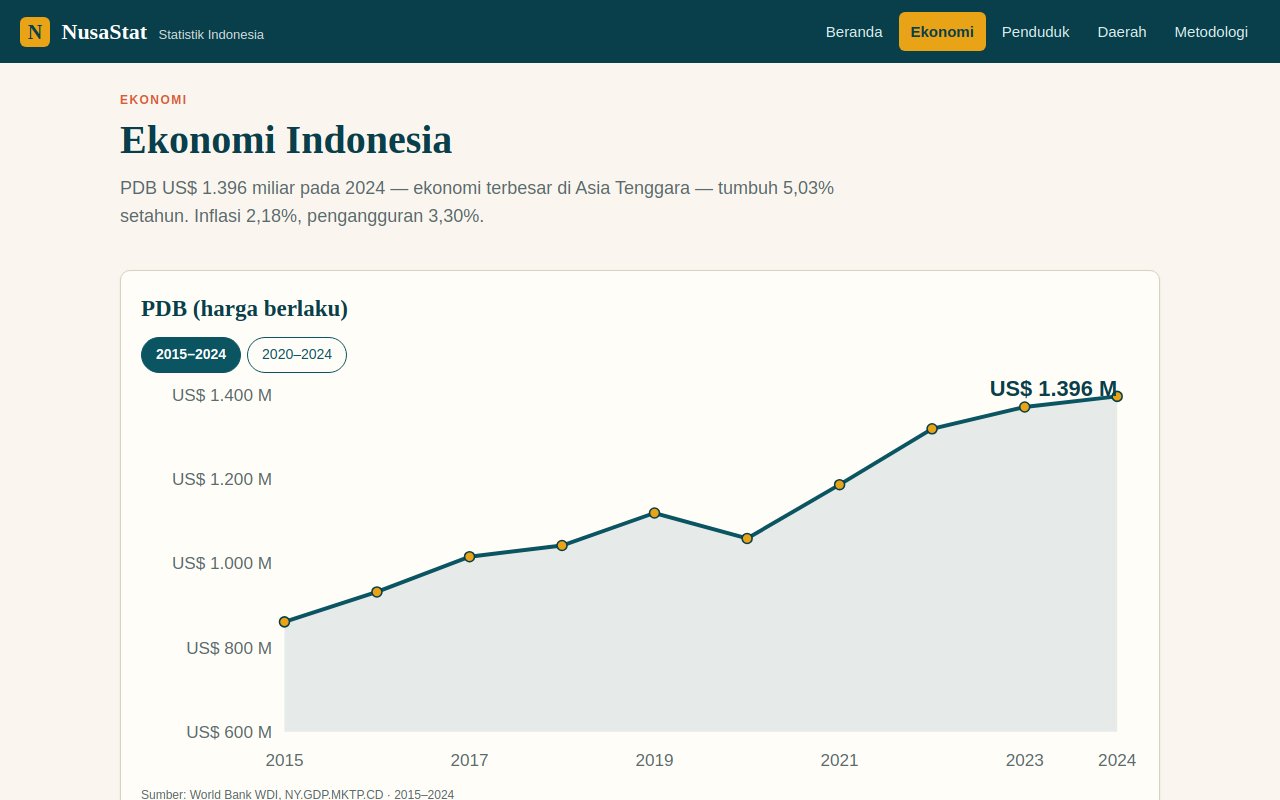 N NusaStat Statistik Indonesia Beranda Ekonomi Penduduk Daerah Metodologi
EKONOMI
Ekonomi Indonesia
PDB US$ 1.396 miliar pada 2024 — ekonomi terbesar di Asia Tenggara — tumbuh 5,03%
setahun. Inflasi 2,18%, pengangguran 3,30%.
PDB (harga berlaku)
2015–2024 2020–2024
US$ 1.396 M
US$ 1.400 M
US$ 1.200 M
US$ 1.000 M
US$ 800 M
US$ 600 M
2015 2017 2019 2021 2023 2024
Sumber: World Bank WDI, NY.GDP.MKTP.CD · 2015–2024